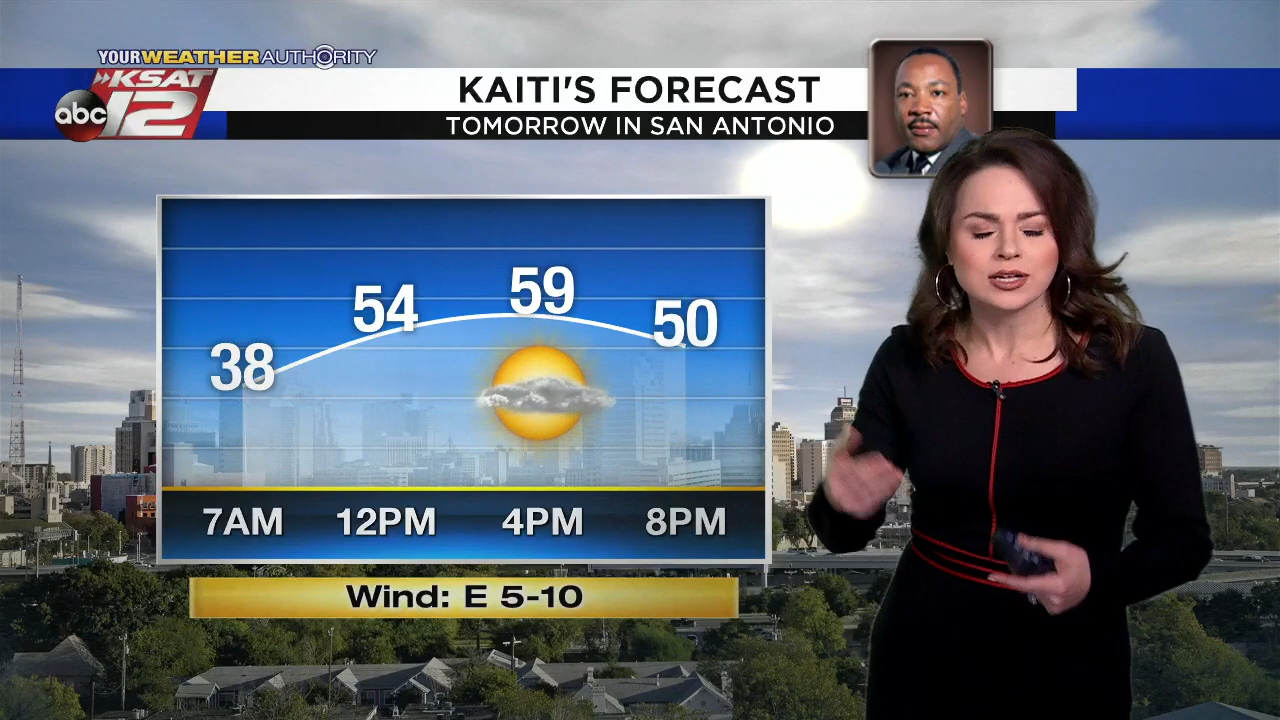 YOURWEATHERAUTHORITY
KSAT
abc 12
KAITI'S FORECAST
TOMORROW IN SAN ANTONIO
38 54 59 50
7AM 12PM 4PM 8PM
Wind: E 5-10